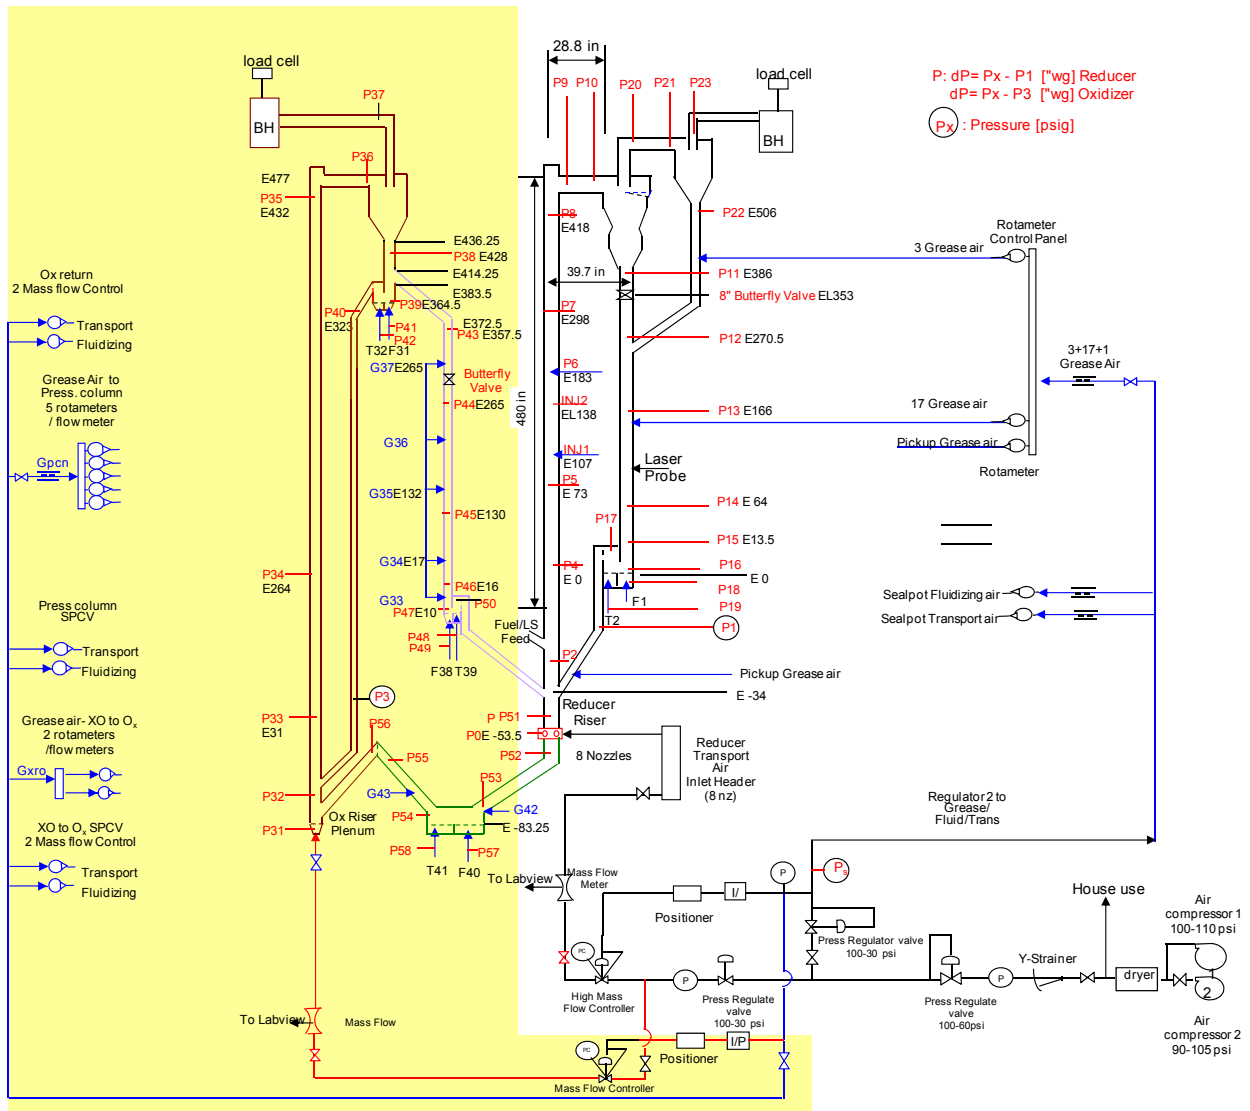 28.8 in
load cell
P37
BH
P9 P10
P20 P21 P23
load cell
BH
P: dP= Px - P1 ["wg] Reducer
dP= Px - P3 ["wg] Oxidizer
Px : Pressure [psig]
E477
P36
P35
E432
P8
E418
P22 E506
E436.25
P38 E428
E414.25
E383.5
P39 E364.5
39.7 in
P11 E386
8" Butterfly Valve EL353
3 Grease air
Rotameter
Control Panel
Ox return
2 Mass flow Control
Transport
Fluidizing
P40
E323
P41
P42
T32 F31
E372.5
P43 E357.5
P7
E298
P12 E270.5
G37 E265
Butterfly
Valve
P44 E265
P6
E183
480 in
INJ2
EL138
P13 E166
3+17+1
Grease Air
17 Grease air
Pickup Grease air
Rotameter
Grease Air to
Press. column
5 rotameters
/ flow meter
Gpcn
G36
INJ1
E107
P5
E 73
Laser
Probe
G35 E132
P45 E130
P14 E 64
P17
P15 E13.5
P34
E264
G34 E17
P46 E16
P4
E 0
P16
E 0
P18
G33
P47 E10
P50
F1
P19
Sealpot Fluidizing air
Sealpot Transport air
Press column
SPCV
Transport
Fluidizing
Fuel/LS
Feed
T2
P1
P48
P49
F38 T39
P2
Pickup Grease air
P3
E -34
Reducer
Riser
P33
E31
P56
P P51
P0 E -53.5
P52
8 Nozzles
Reducer
Transport
Air
Inlet Header
(8 nz)
Grease air- XO to Ox
2 rotameters
/flow meters
Gxro
P55
P53
G43
G42
P32
P54
E -83.25
P31
Ox Riser
Plenum
P58
P57
T41
F40
XO to Ox SPCV
2 Mass flow Control
Transport
Fluidizing
Regulator 2 to
Grease/
Fluid/Trans
To Labview
Mass Flow
Meter
P
Ps
I/
Positioner
Press Regulator valve
100-30 psi
House use
Air
compressor 1
100-110 psi
PC
High Mass
Flow Controller
P
Press Regulate
valve
100-30 psi
Press Regulate
valve
100-60psi
P
Y-Strainer
dryer
1
2
Air
compressor 2
90-105 psi
To Labview
Mass Flow
PC
I/P
Positioner
Mass Flow Controller